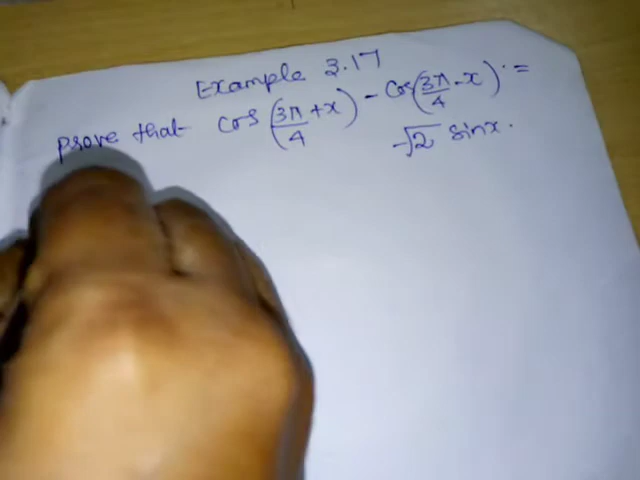 Example 3.17
prove that cos(3π/4 + x) - cos(3π/4 - x) =
-√2 sinx.